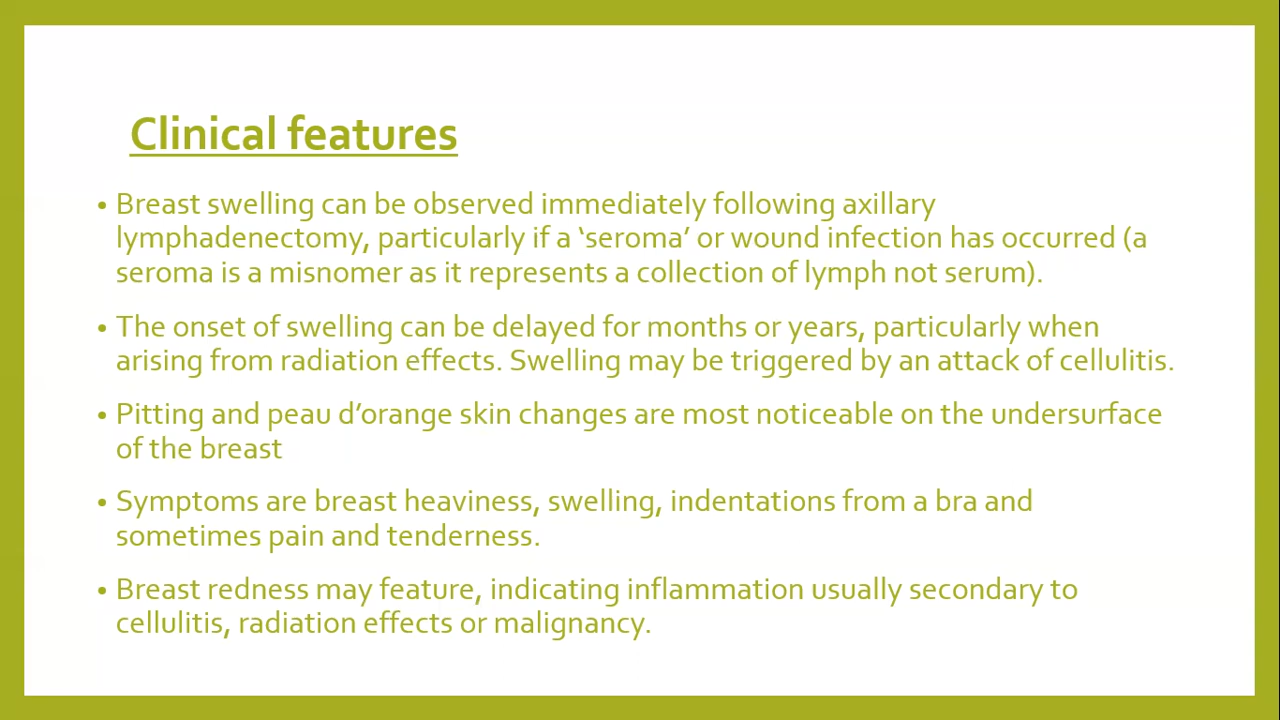 Clinical features
• Breast swelling can be observed immediately following axillary
lymphadenectomy, particularly if a ‘seroma’ or wound infection has occurred (a
seroma is a misnomer as it represents a collection of lymph not serum).
• The onset of swelling can be delayed for months or years, particularly when
arising from radiation effects. Swelling may be triggered by an attack of cellulitis.
• Pitting and peau d’orange skin changes are most noticeable on the undersurface
of the breast
• Symptoms are breast heaviness, swelling, indentations from a bra and
sometimes pain and tenderness.
• Breast redness may feature, indicating inflammation usually secondary to
cellulitis, radiation effects or malignancy.